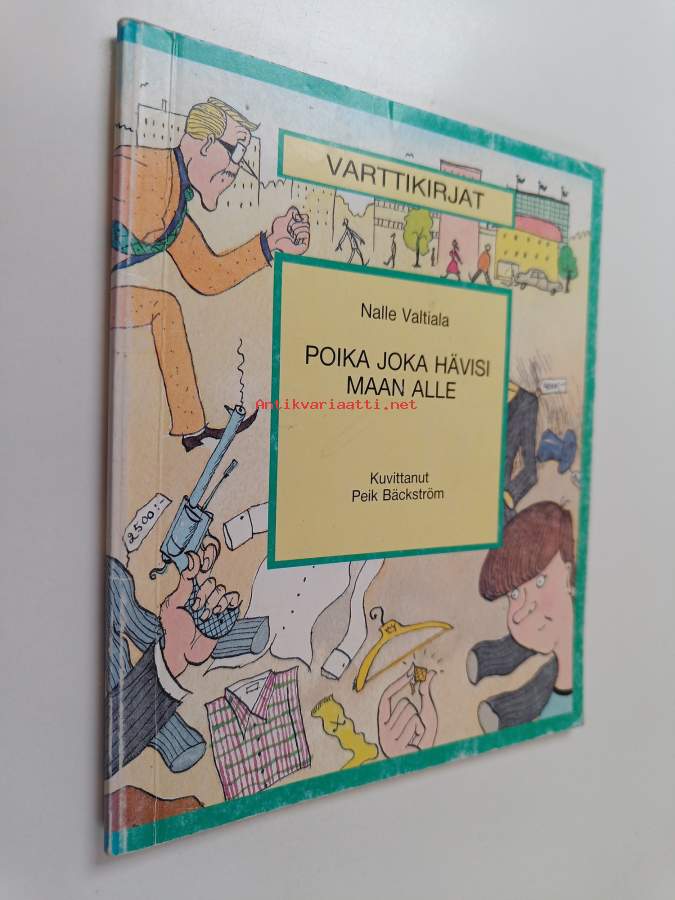 VARTTIKIRJAT
Nalle Valtiala
POIKA JOKA HÄVISI
MAAN ALLE
Antikvariaatti.net
Kuvittanut
Peik Bäckström
2500:-